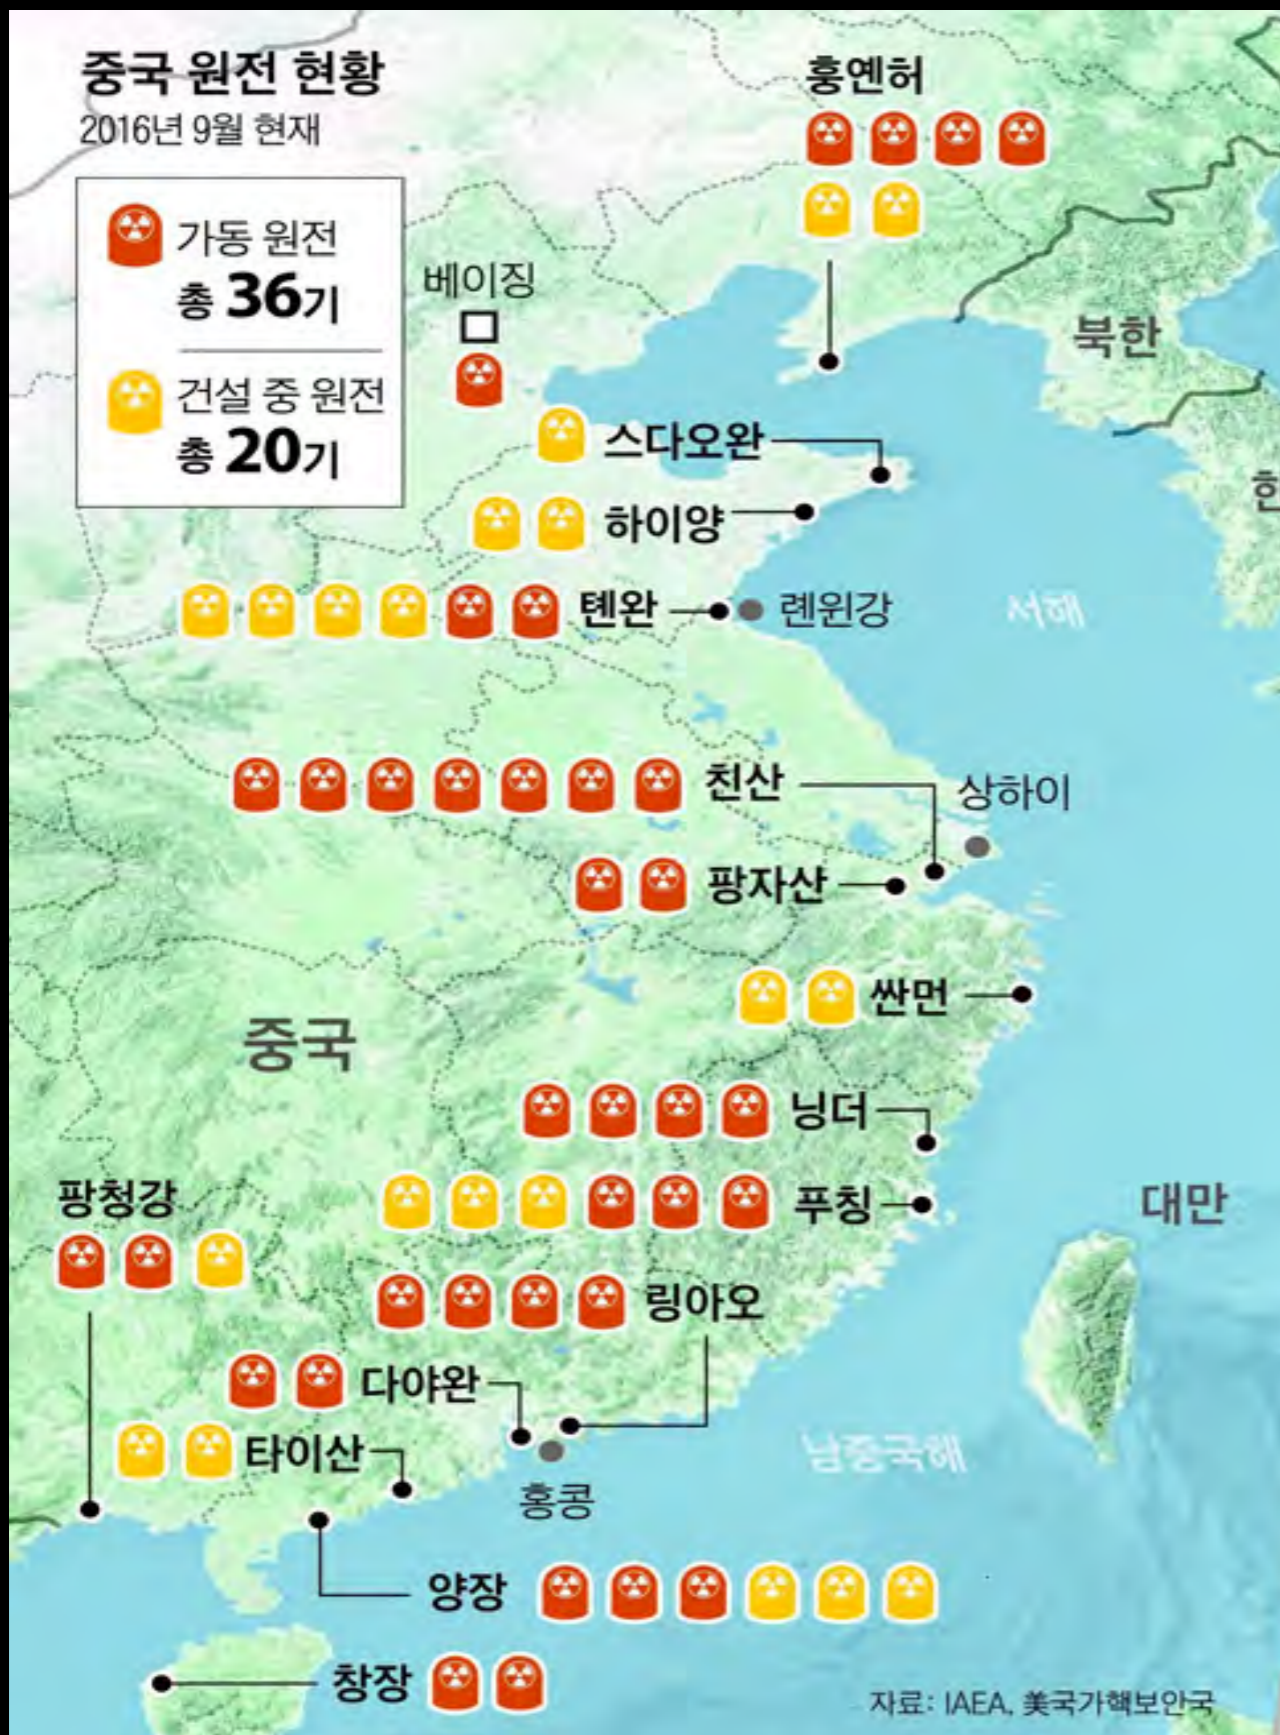 중국 원전 현황
2016년 9월 현재
가동 원전
총 36기
건설 중 원전
총 20기
홍옌허
베이징
북한
스다오완
하이양
한
톈완
롄윈강
서해
친산
상하이
팡자산
싼먼
중국
닝더
푸칭
대만
팡청강
링아오
다야완
타이산
홍콩
남중국해
양장
창장
자료: IAEA, 美국가핵보안국